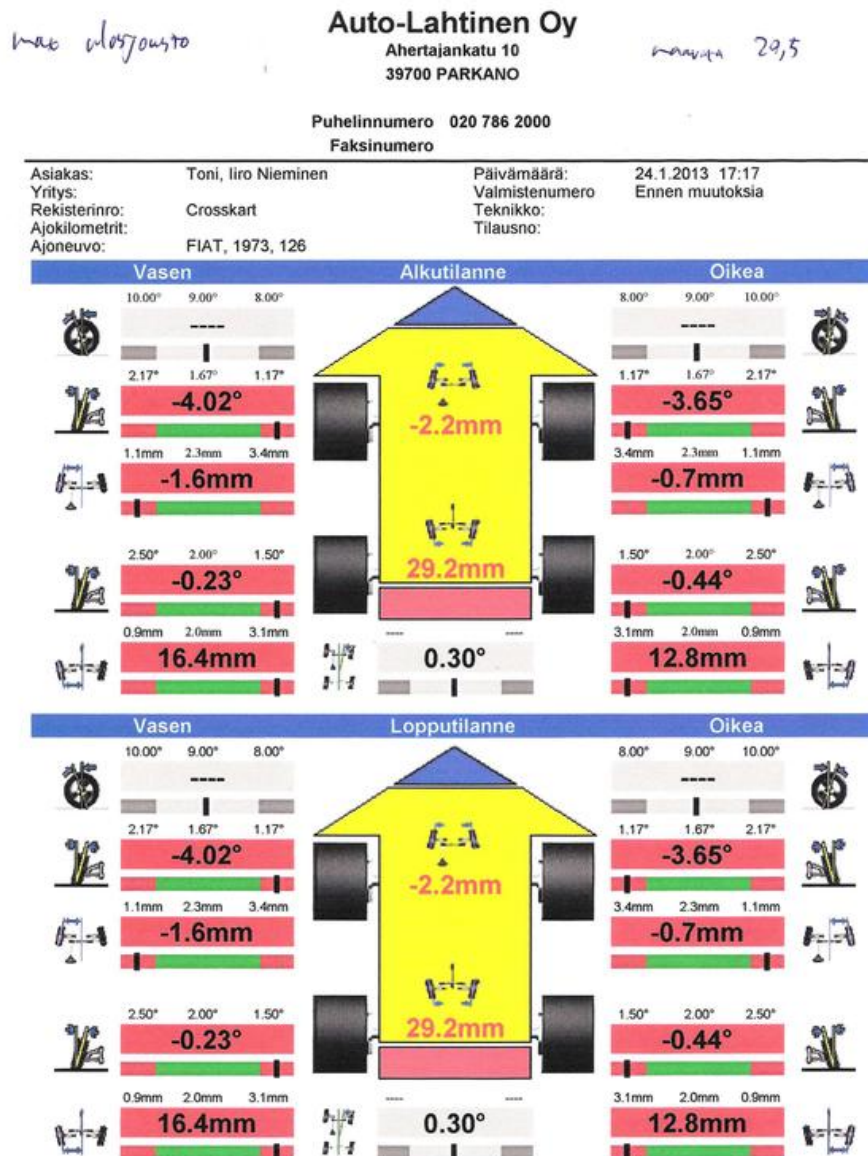 max ulosjousto
Auto-Lahtinen Oy
Ahertajankatu 10
39700 PARKANO
29,5
Puhelinnumero 020 786 2000
Faksinumero
Asiakas: Toni, Iiro Nieminen Päivämäärä: 24.1.2013 17:17
Yritys: Valmistenumero Ennen muutoksia
Rekisterinro: Crosskart Teknikko:
Ajokilometrit: Tilausno:
Ajoneuvo: FIAT, 1973, 126
Vasen Alkutilanne Oikea
10.00° 9.00° 8.00° 8.00° 9.00° 10.00°
---- ----
2.17° 1.67° 1.17° 1.17° 1.67° 2.17°
-4.02° -2.2mm -3.65°
1.1mm 2.3mm 3.4mm 3.4mm 2.3mm 1.1mm
-1.6mm -0.7mm
2.50° 2.00° 1.50° 1.50° 2.00° 2.50°
-0.23° 29.2mm -0.44°
0.9mm 2.0mm 3.1mm ---- ---- 3.1mm 2.0mm 0.9mm
16.4mm 0.30° 12.8mm
Vasen Lopputilanne Oikea
10.00° 9.00° 8.00° 8.00° 9.00° 10.00°
---- ----
2.17° 1.67° 1.17° 1.17° 1.67° 2.17°
-4.02° -2.2mm -3.65°
1.1mm 2.3mm 3.4mm 3.4mm 2.3mm 1.1mm
-1.6mm -0.7mm
2.50° 2.00° 1.50° 1.50° 2.00° 2.50°
-0.23° 29.2mm -0.44°
0.9mm 2.0mm 3.1mm ---- ---- 3.1mm 2.0mm 0.9mm
16.4mm 0.30° 12.8mm